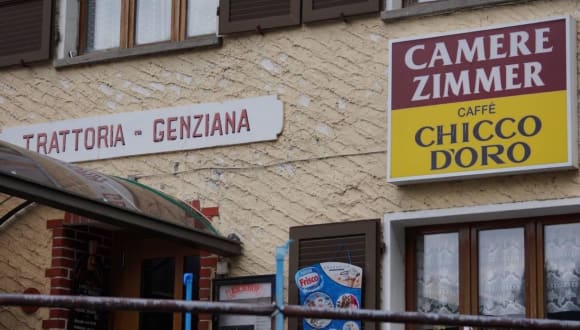 TRATTORIA GENZIANA
CAMERE
ZIMMER
CAFFÈ
CHICCO
D'ORO
Frisco